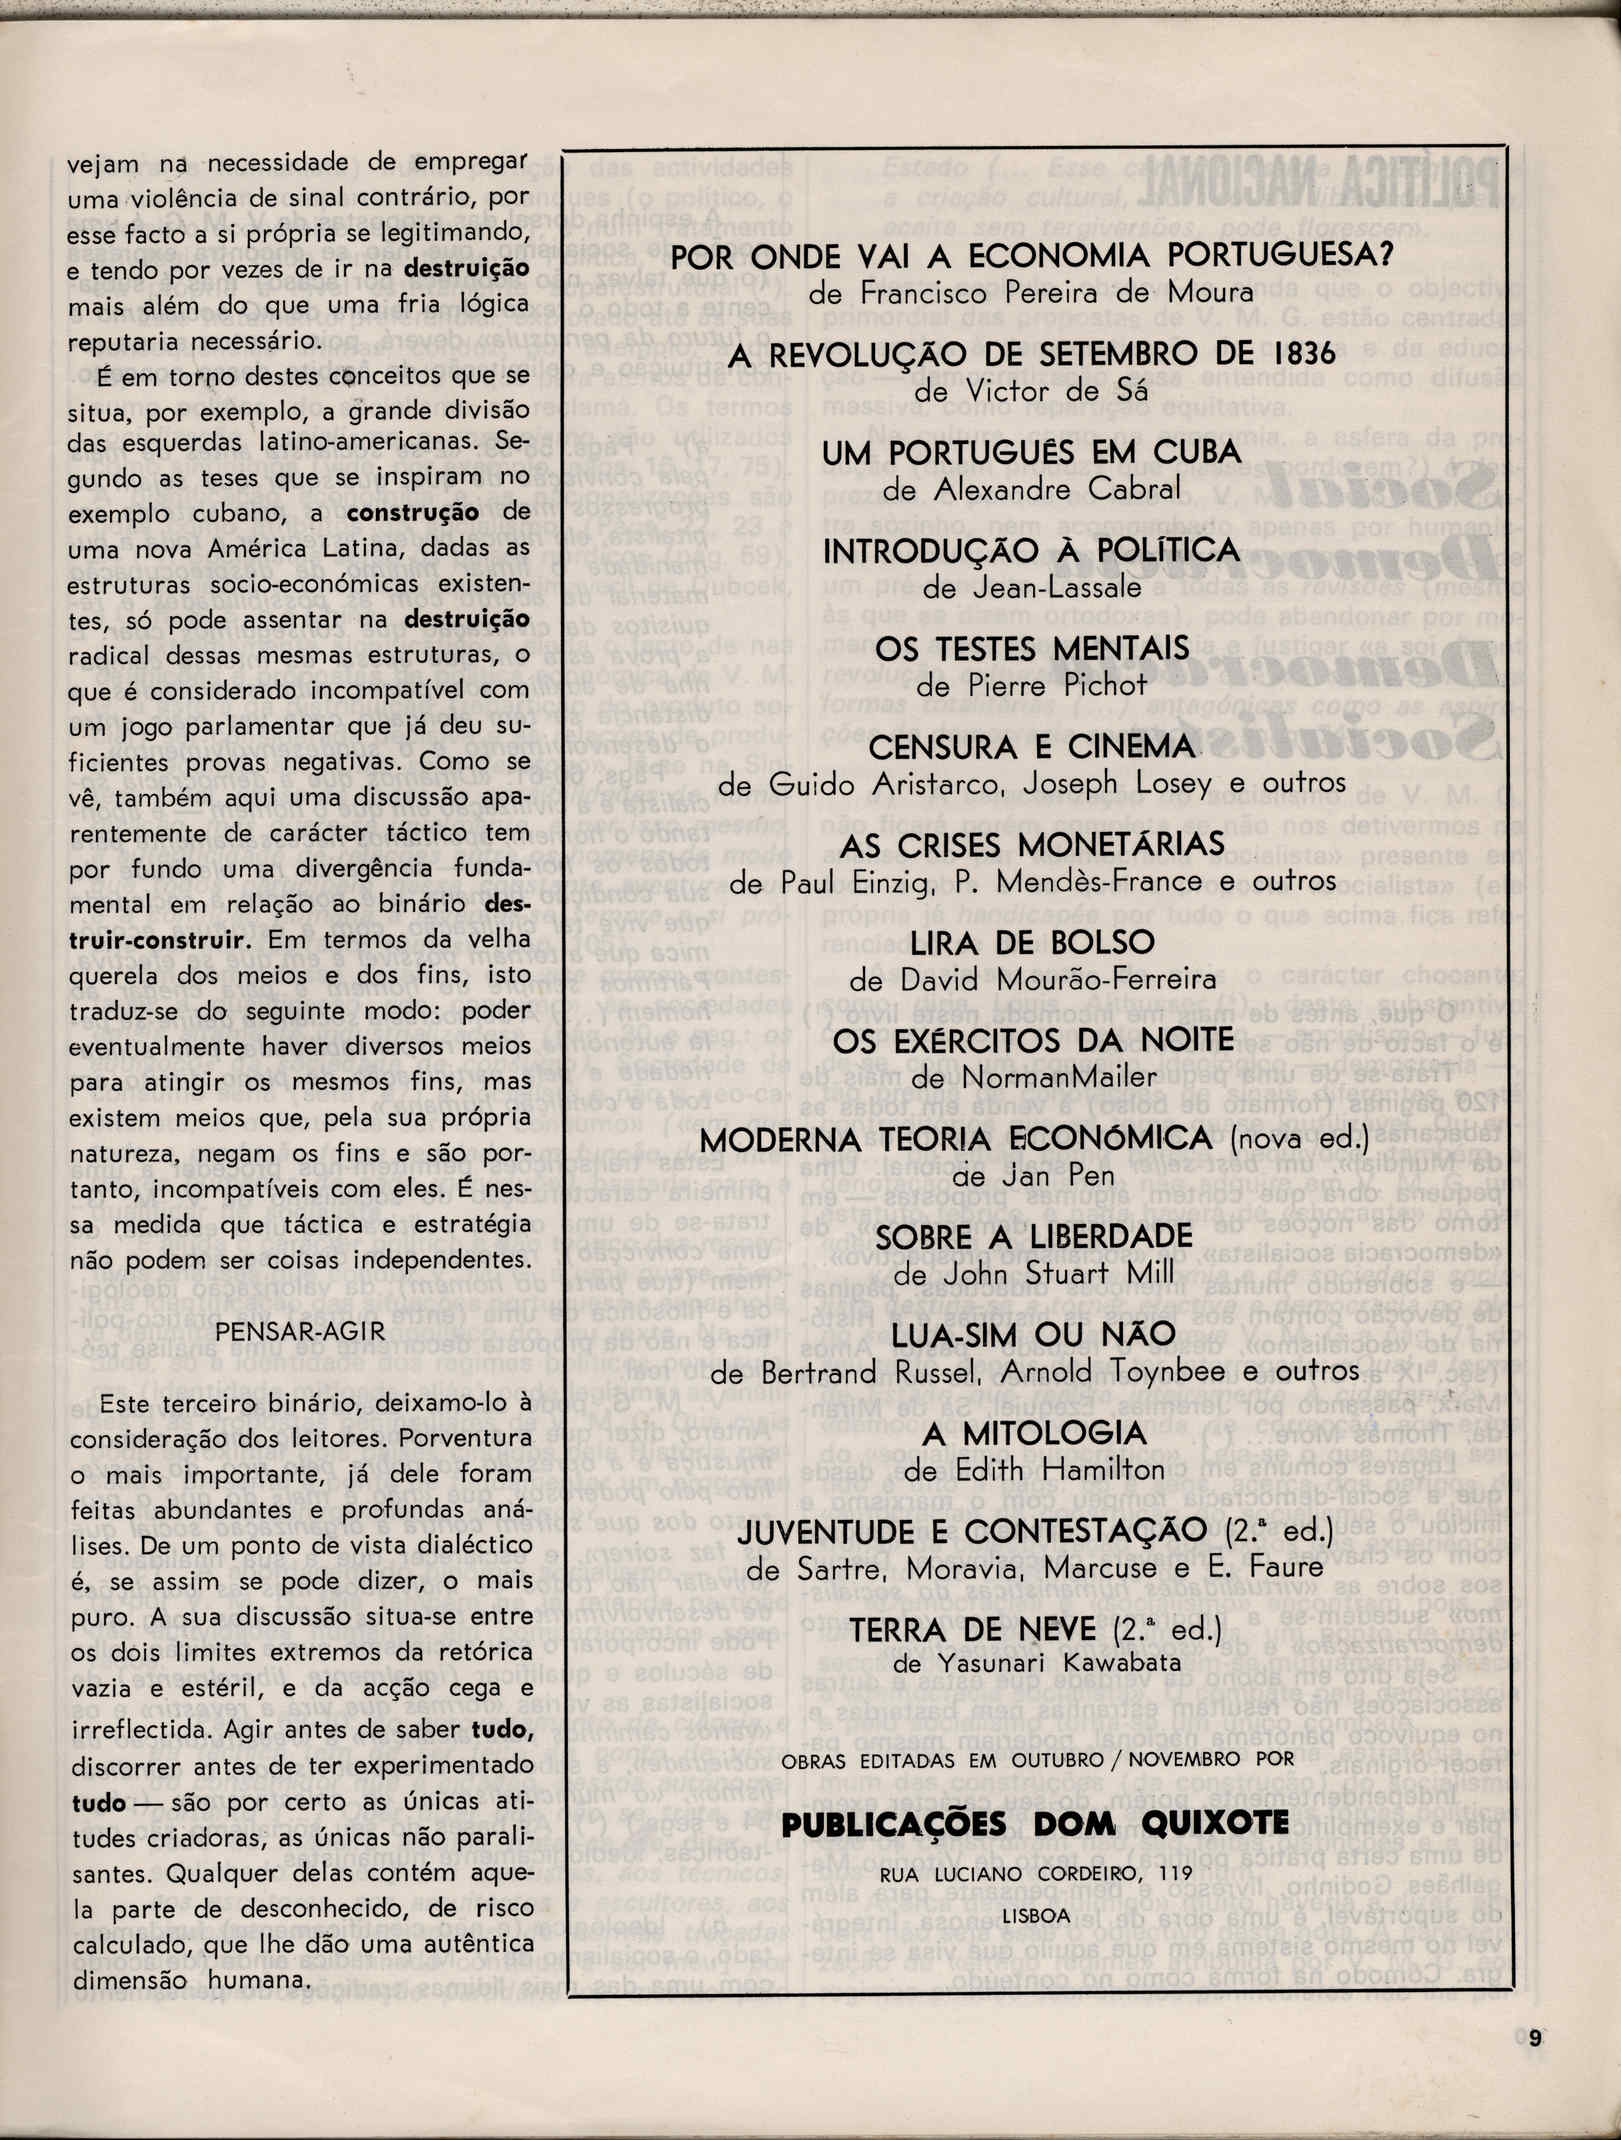 vejam na necessidade de empregar
uma violência de sinal contrário, por
esse facto a si própria se legitimando,
e tendo por vezes de ir na destruição
mais além do que uma fria lógica
reputaria necessário.
É em torno destes conceitos que se
situa, por exemplo, a grande divisão
das esquerdas latino-americanas. Se-
gundo as teses que se inspiram no
exemplo cubano, a construção de
uma nova América Latina, dadas as
estruturas socio-económicas existen-
tes, só pode assentar na destruição
radical dessas mesmas estruturas, o
que é considerado incompatível com
um jogo parlamentar que já deu su-
ficientes provas negativas. Como se
vê, também aqui uma discussão apa-
rentemente de carácter táctico tem
por fundo uma divergência funda-
mental em relação ao binário des-
truir-construir. Em termos da velha
querela dos meios e dos fins, isto
traduz-se do seguinte modo: poder
eventualmente haver diversos meios
para atingir os mesmos fins, mas
existem meios que, pela sua própria
natureza, negam os fins e são por-
tanto, incompatíveis com eles. É nes-
sa medida que táctica e estratégia
não podem ser coisas independentes.
PENSAR-AGIR
Este terceiro binário, deixamo-lo à
consideração dos leitores. Porventura
o mais importante, já dele foram
feitas abundantes e profundas aná-
lises. De um ponto de vista dialéctico
é, se assim se pode dizer, o mais
puro. A sua discussão situa-se entre
os dois limites extremos da retórica
vazia e estéril, e da acção cega e
irreflectida. Agir antes de saber tudo,
discorrer antes de ter experimentado
tudo — são por certo as únicas ati-
tudes criadoras, as únicas não parali-
santes. Qualquer delas contém aque-
la parte de desconhecido, de risco
calculado, que lhe dão uma autêntica
dimensão humana.
POR ONDE VAI A ECONOMIA PORTUGUESA?
de Francisco Pereira de Moura
A REVOLUÇÃO DE SETEMBRO DE 1836
de Victor de Sá
UM PORTUGUÊS EM CUBA
de Alexandre Cabral
INTRODUÇÃO À POLÍTICA
de Jean-Lassale
OS TESTES MENTAIS
de Pierre Pichot
CENSURA E CINEMA
de Guido Aristarco, Joseph Losey e outros
AS CRISES MONETÁRIAS
de Paul Einzig, P. Mendès-France e outros
LIRA DE BOLSO
de David Mourão-Ferreira
OS EXÉRCITOS DA NOITE
de NormanMailer
MODERNA TEORIA ECONÓMICA (nova ed.)
de Jan Pen
SOBRE A LIBERDADE
de John Stuart Mill
LUA-SIM OU NÃO
de Bertrand Russel, Arnold Toynbee e outros
A MITOLOGIA
de Edith Hamilton
JUVENTUDE E CONTESTAÇÃO (2.ª ed.)
de Sartre, Moravia, Marcuse e E. Faure
TERRA DE NEVE (2.ª ed.)
de Yasunari Kawabata
OBRAS EDITADAS EM OUTUBRO / NOVEMBRO POR
PUBLICAÇÕES DOM QUIXOTE
RUA LUCIANO CORDEIRO, 119
LISBOA
9